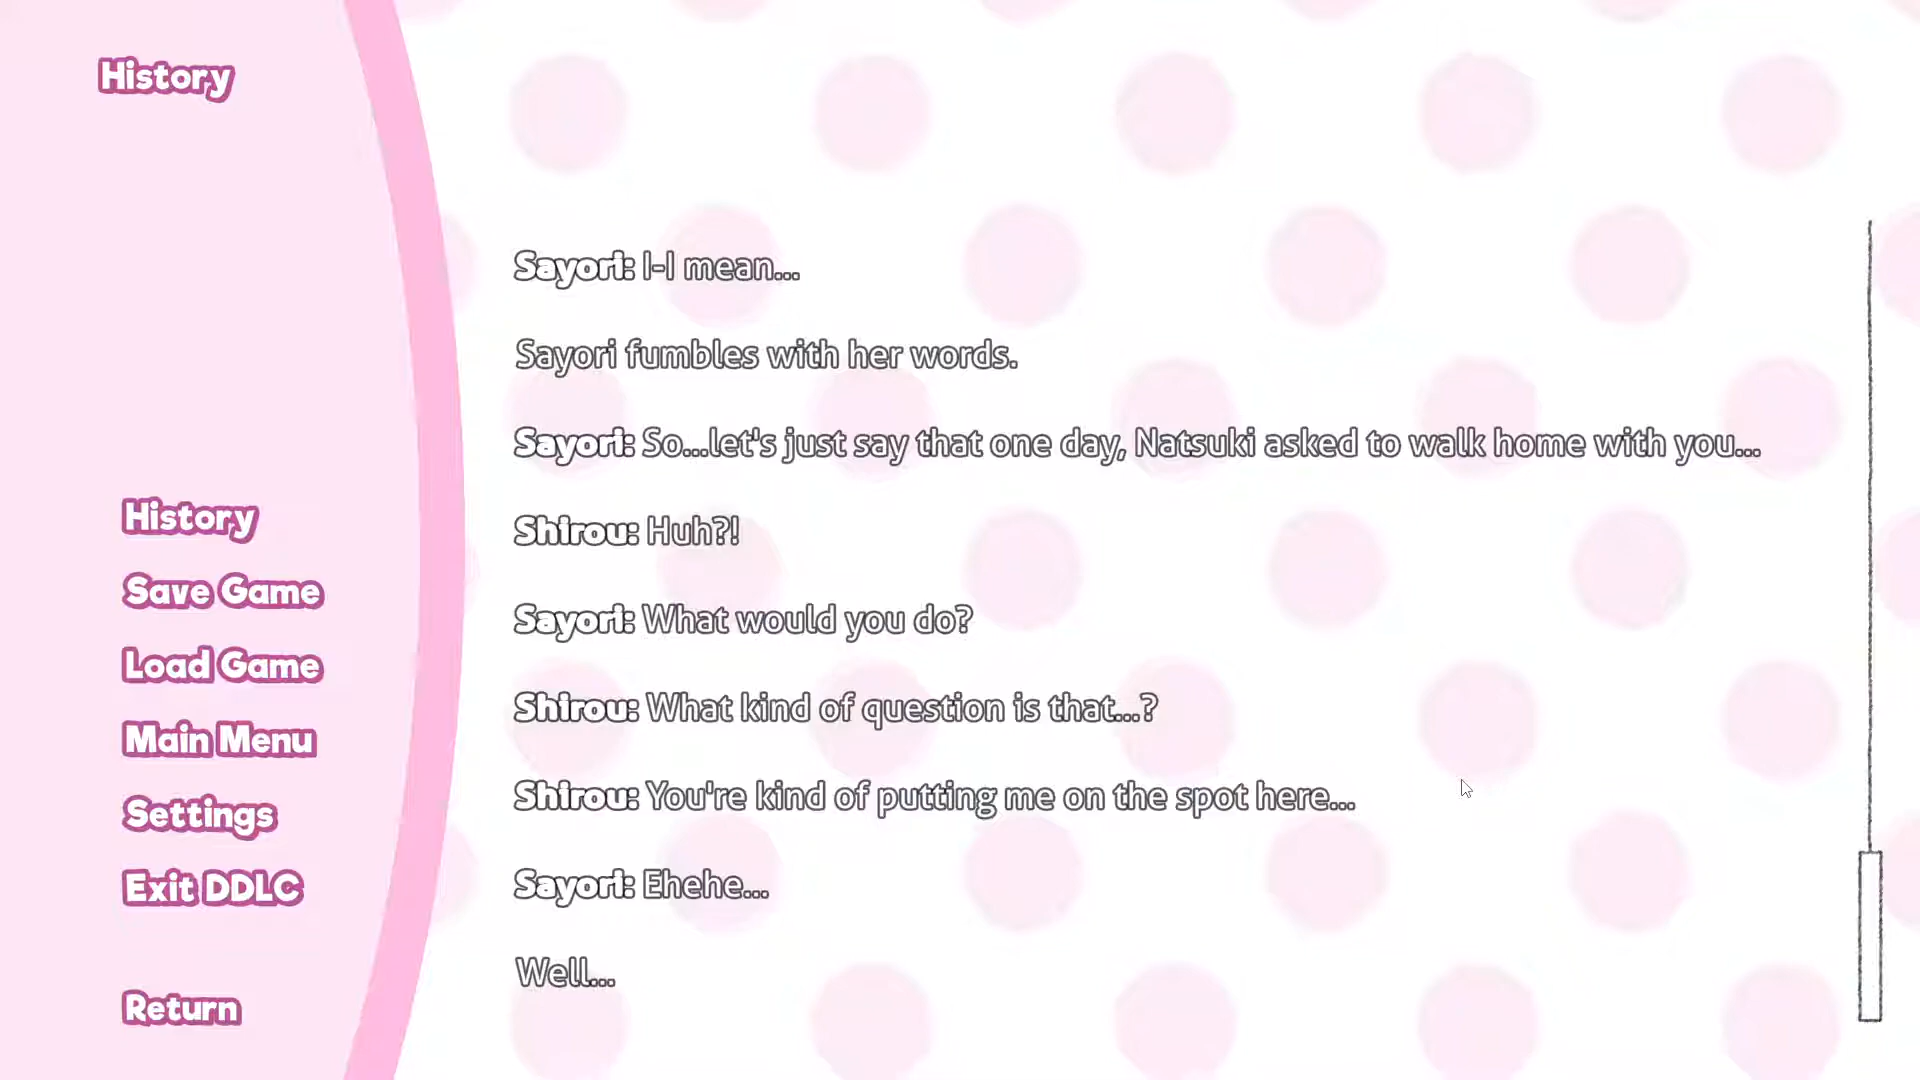 History
Sayori: I-I mean...
Sayori fumbles with her words.
Sayori: So...let's just say that one day, Natsuki asked to walk home with you...
Shirou: Huh?!
Sayori: What would you do?
Shirou: What kind of question is that...?
Shirou: You're kind of putting me on the spot here...
Sayori: Ehehe...
Well...
History
Save Game
Load Game
Main Menu
Settings
Exit DDLC
Return